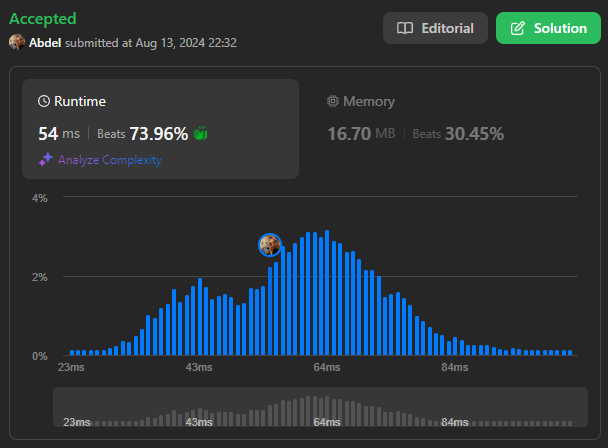 Accepted
Editorial
Solution
Abdel submitted at Aug 13, 2024 22:32
Runtime
54 ms | Beats 73.96%
Analyze Complexity
Memory
16.70 MB | Beats 30.45%
4%
2%
0%
23ms 43ms 64ms 84ms
23ms 43ms 64ms 84ms